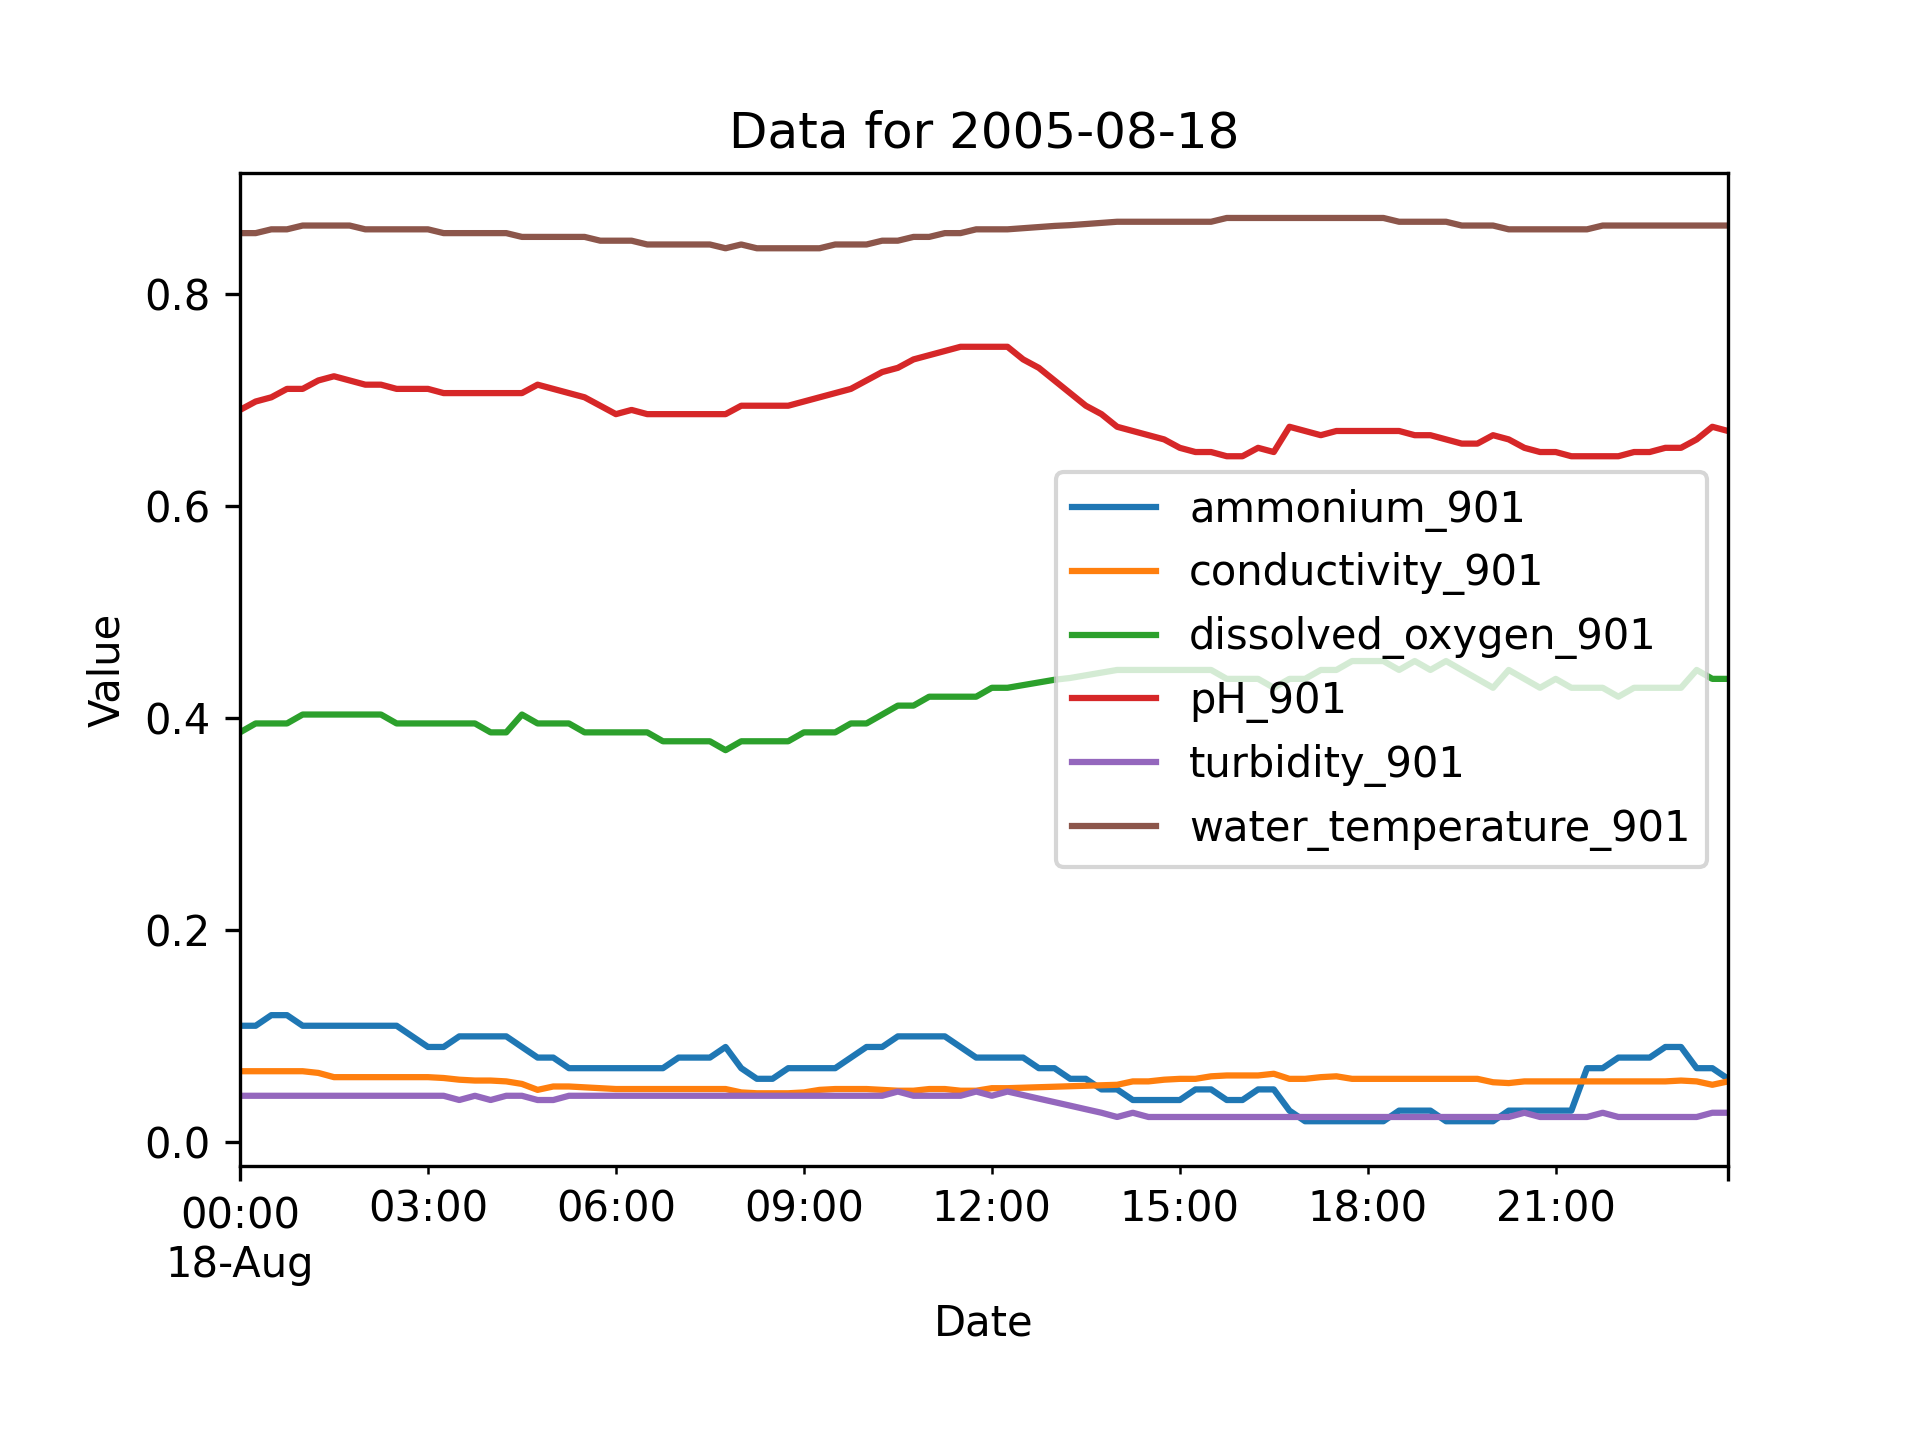 Data for 2005-08-18
Value
0.8
0.6
0.4
0.2
0.0
ammonium_901
conductivity_901
dissolved_oxygen_901
pH_901
turbidity_901
water_temperature_901
00:00 03:00 06:00 09:00 12:00 15:00 18:00 21:00
18-Aug
Date